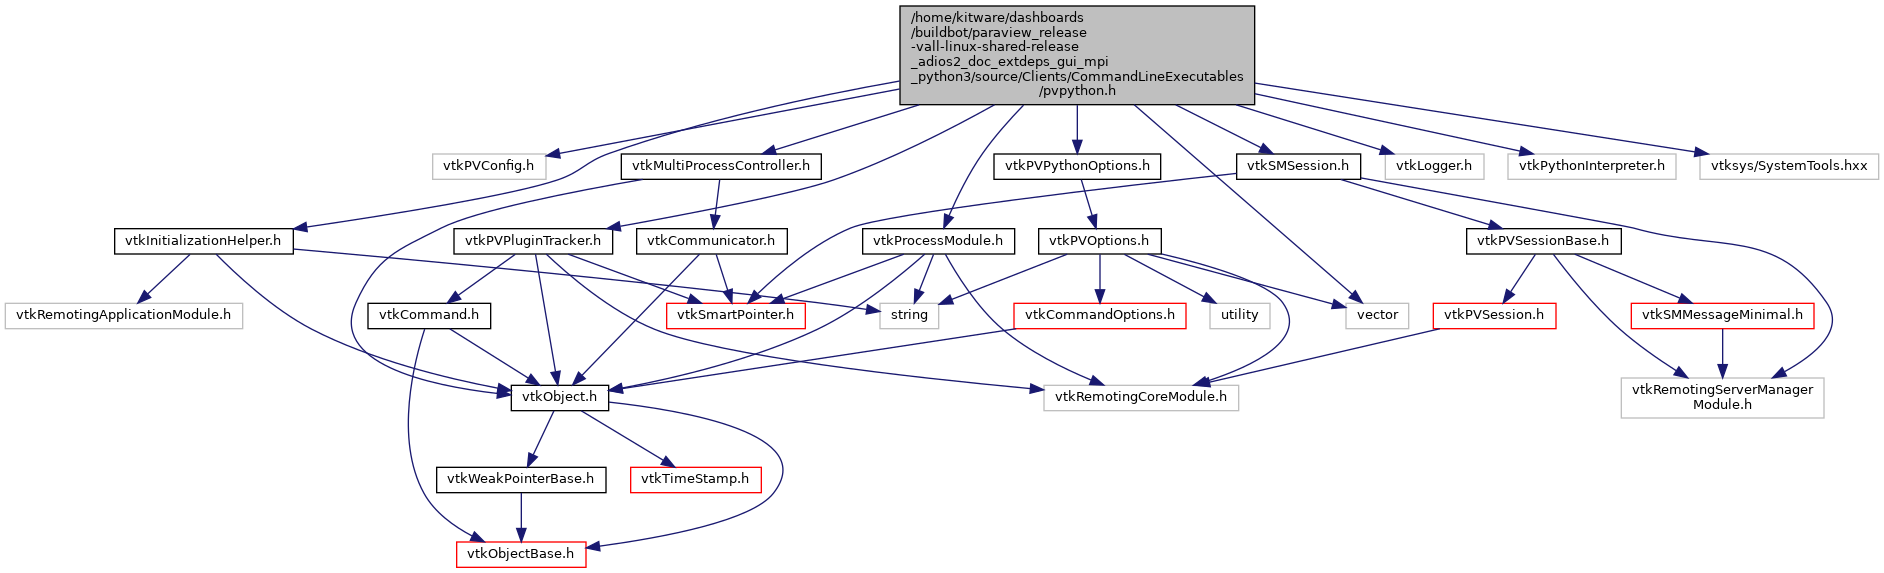 /home/kitware/dashboards
/buildbot/paraview_release
-vall-linux-shared-release
_adios2_doc_extdeps_gui_mpi
_python3/source/Clients/CommandLineExecutables
/pvpython.h
vtkPVConfig.h
vtkMultiProcessController.h
vtkPVPythonOptions.h
vtkSMSession.h
vtkLogger.h
vtkPythonInterpreter.h
vtksys/SystemTools.hxx
vtkInitializationHelper.h
vtkPVPluginTracker.h
vtkCommunicator.h
vtkProcessModule.h
vtkPVOptions.h
vtkPVSessionBase.h
vtkRemotingApplicationModule.h
vtkCommand.h
vtkSmartPointer.h
string
vtkCommandOptions.h
utility
vector
vtkPVSession.h
vtkSMMessageMinimal.h
vtkObject.h
vtkRemotingCoreModule.h
vtkRemotingServerManager
Module.h
vtkWeakPointerBase.h
vtkTimeStamp.h
vtkObjectBase.h